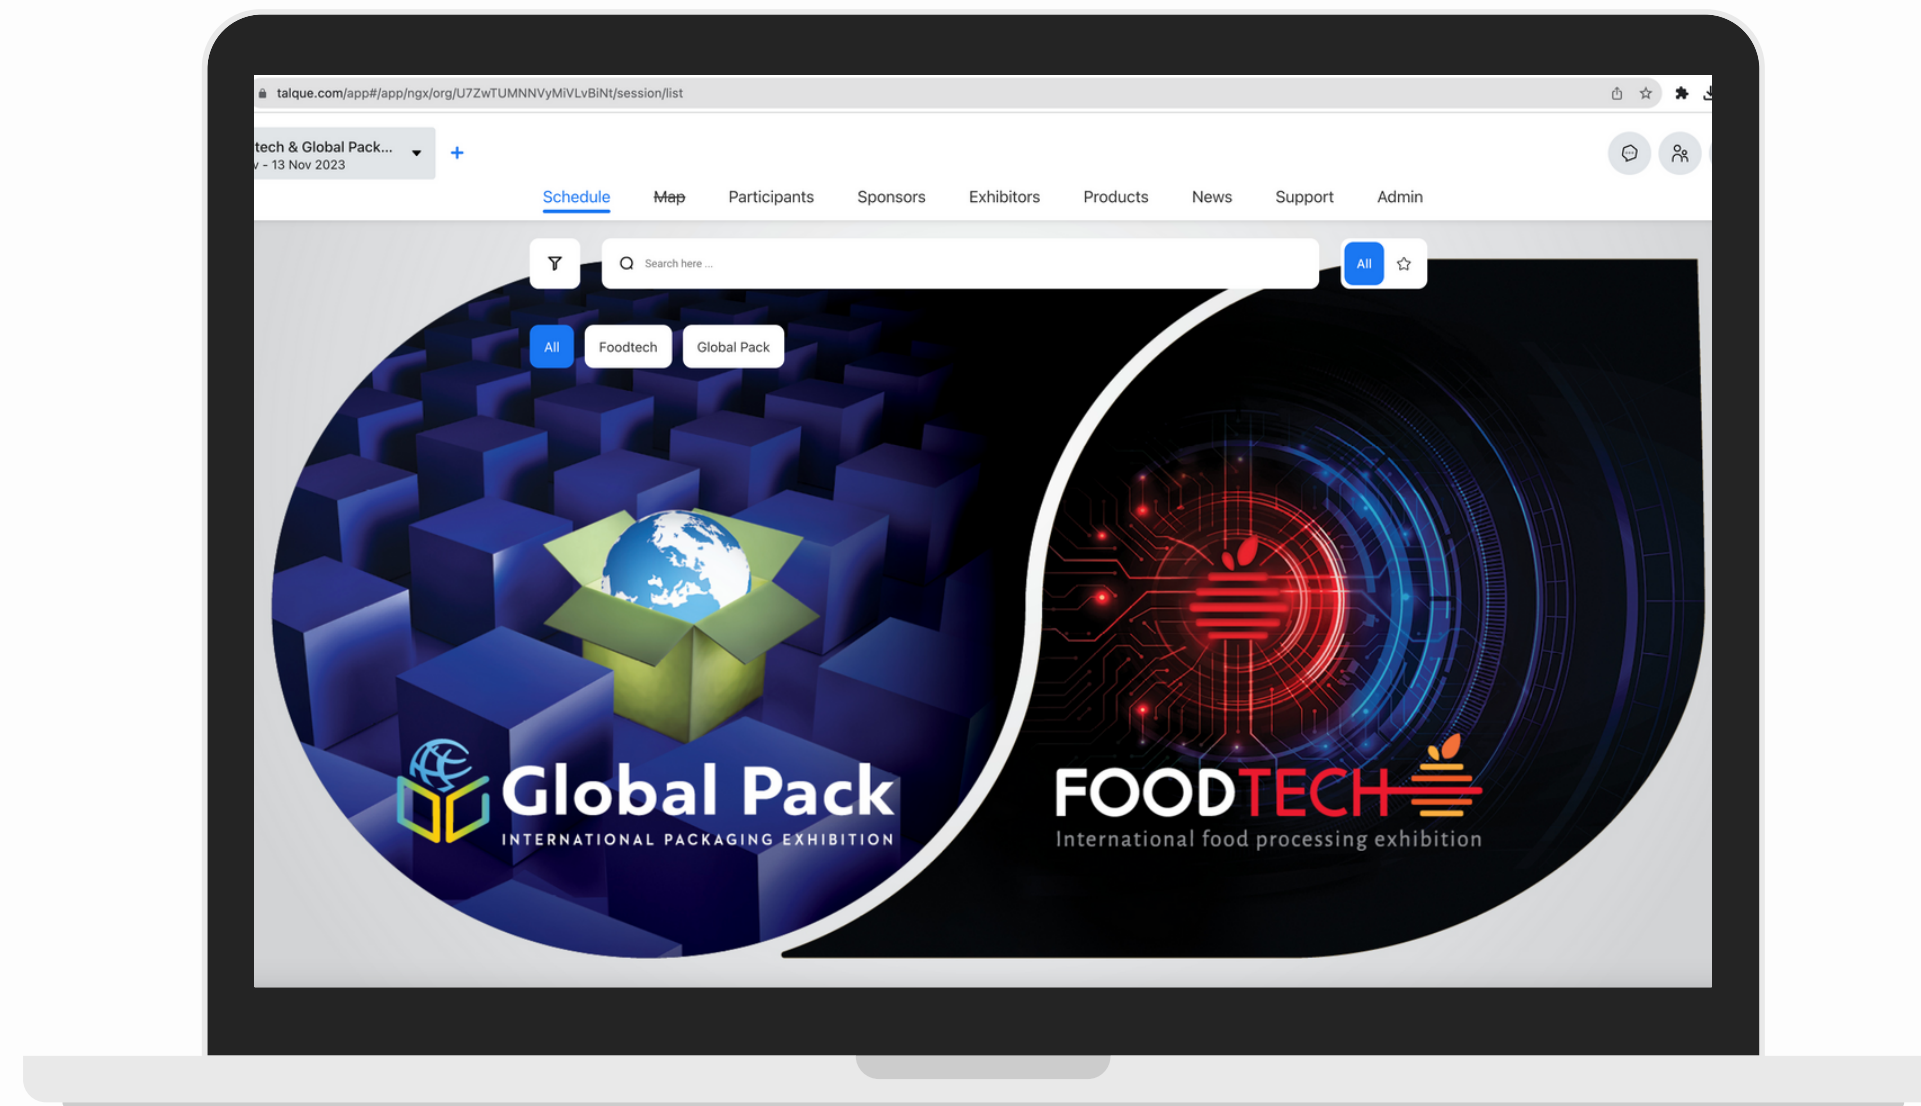 talque.com/app#/app/ngx/org/U7ZwTUMNNVyMiVLvBiNt/session/list
tech & Global Pack...
v - 13 Nov 2023
+
Schedule Map Participants Sponsors Exhibitors Products News Support Admin
Search here ...
All
All Foodtech Global Pack
Global Pack
INTERNATIONAL PACKAGING EXHIBITION
FOODTECH
International food processing exhibition